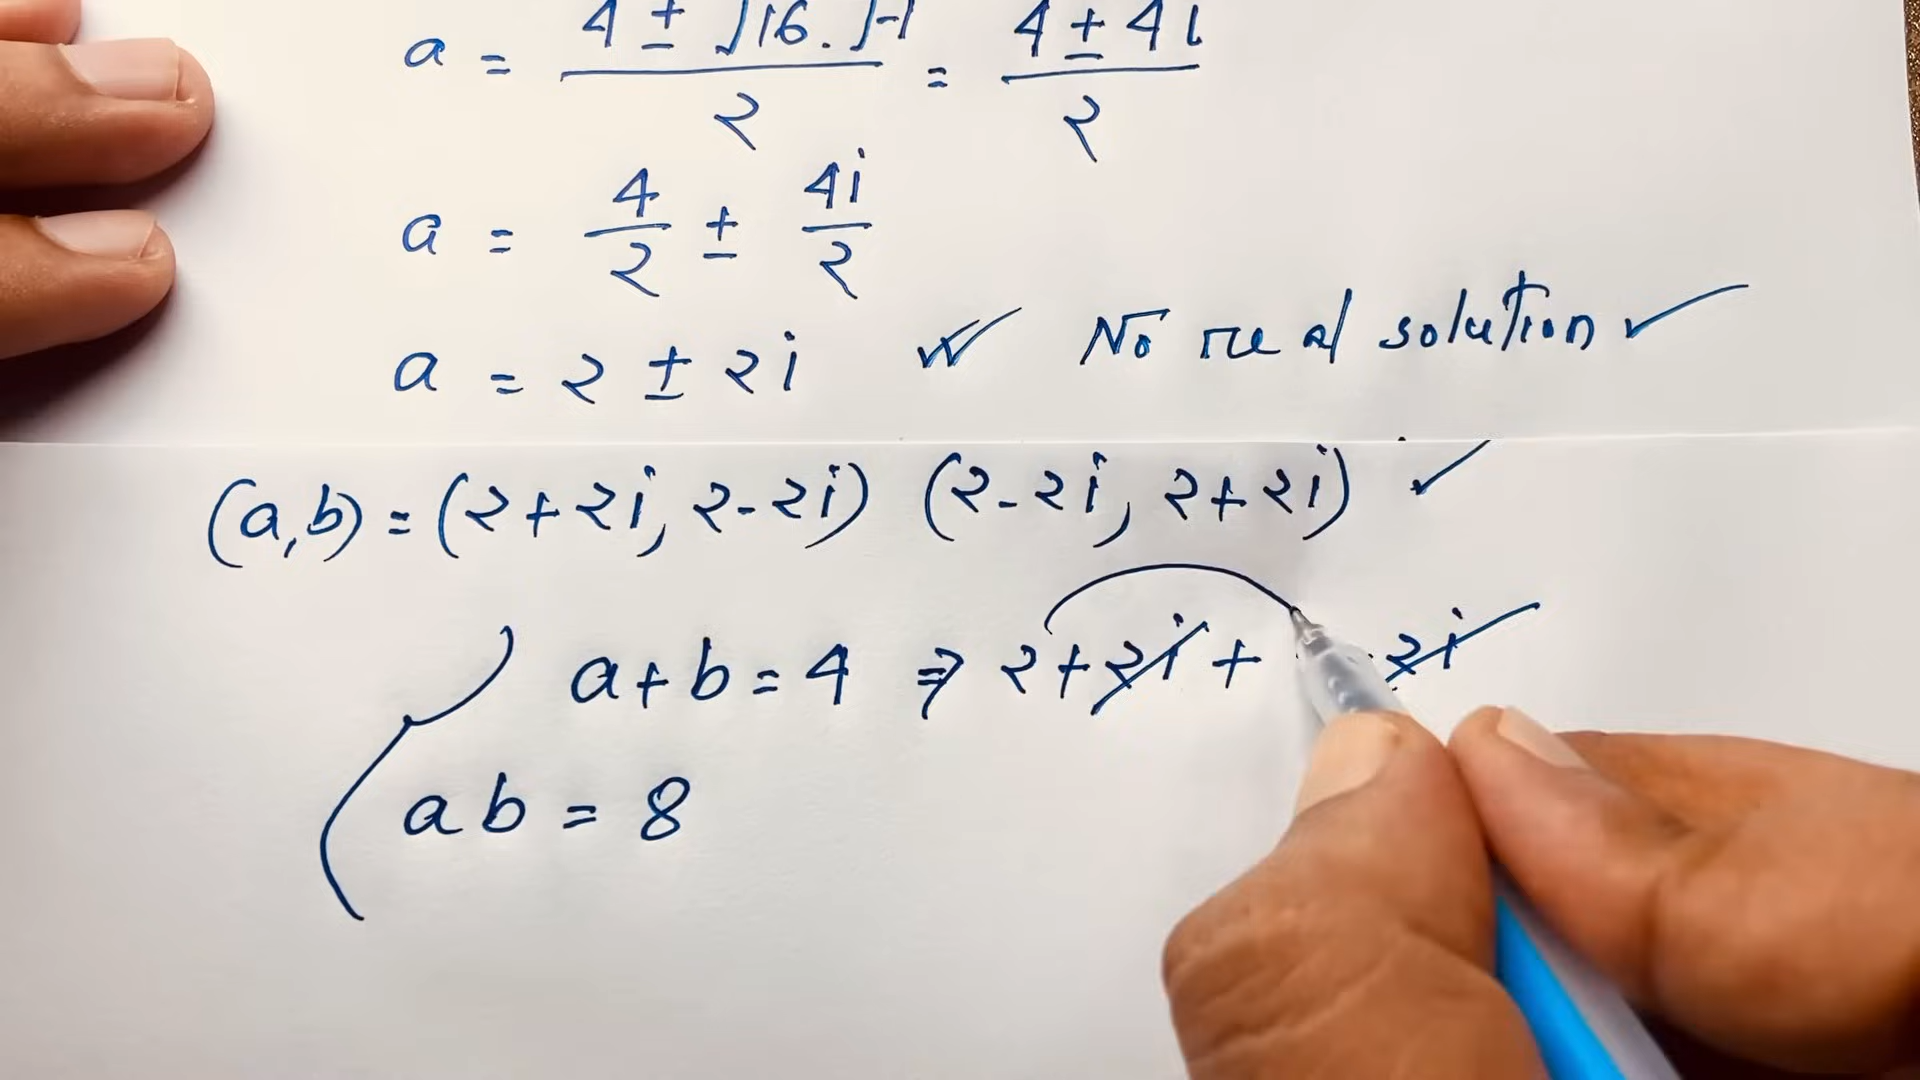 a = (4 ± √16 . √-1)/2 = (4 ± 4i)/2
a = 4/2 ± 4i/2
a = 2 ± 2i No real solution
(a,b) = (2+2i, 2-2i) (2-2i, 2+2i)
a+b = 4 ⇒ 2+2i + 2i
ab = 8